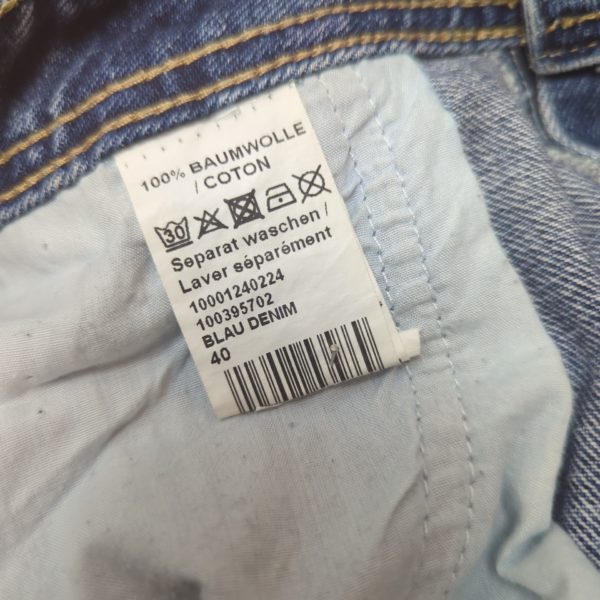 100% BAUMWOLLE
/ COTON
30
Separat waschen /
Laver séparément
10001240224
100395702
BLAU DENIM
40